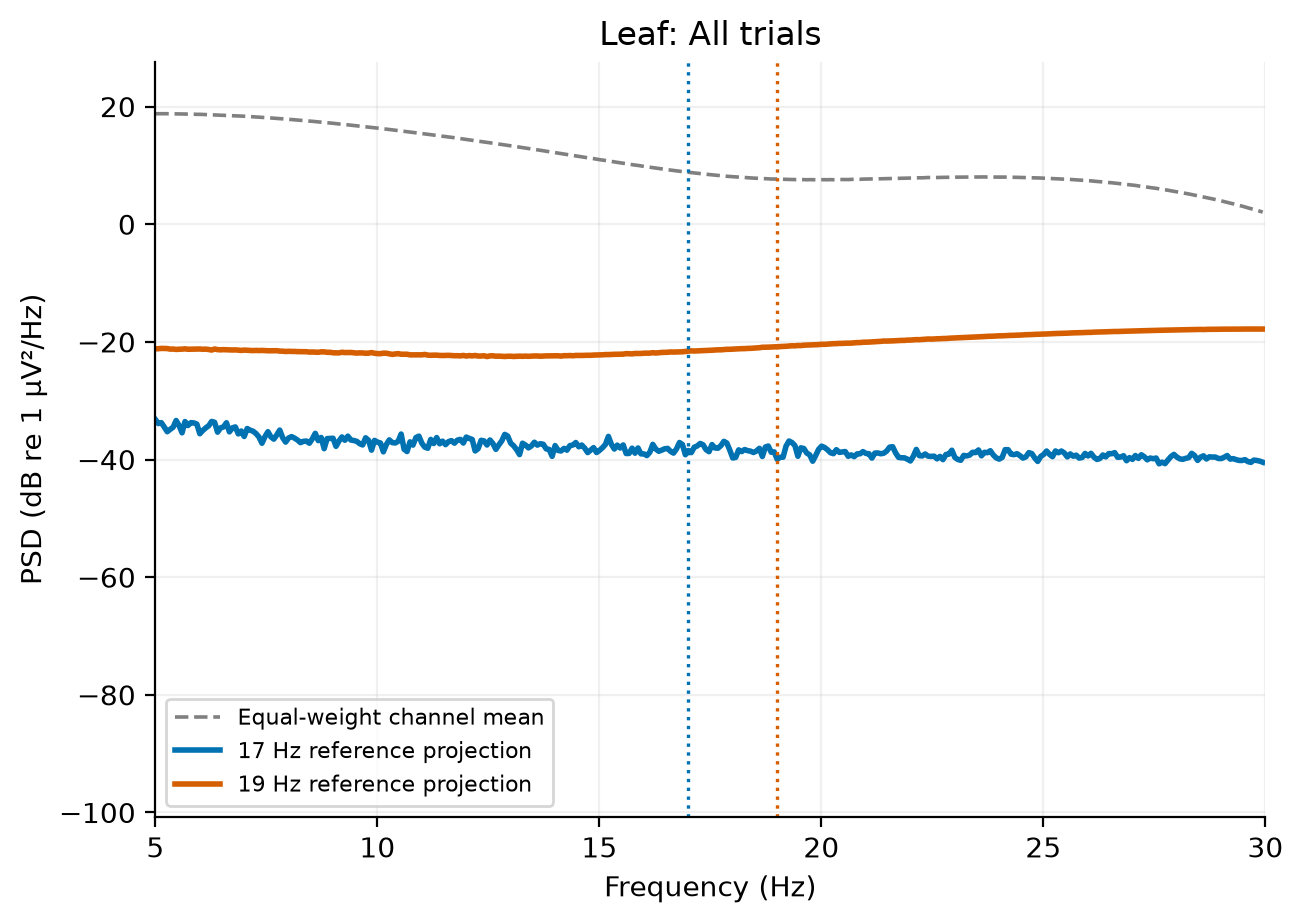 Leaf: All trials
PSD (dB re 1 µV²/Hz)
20
0
−20
−40
−60
−80
−100
Equal-weight channel mean
17 Hz reference projection
19 Hz reference projection
5 10 15 20 25 30
Frequency (Hz)